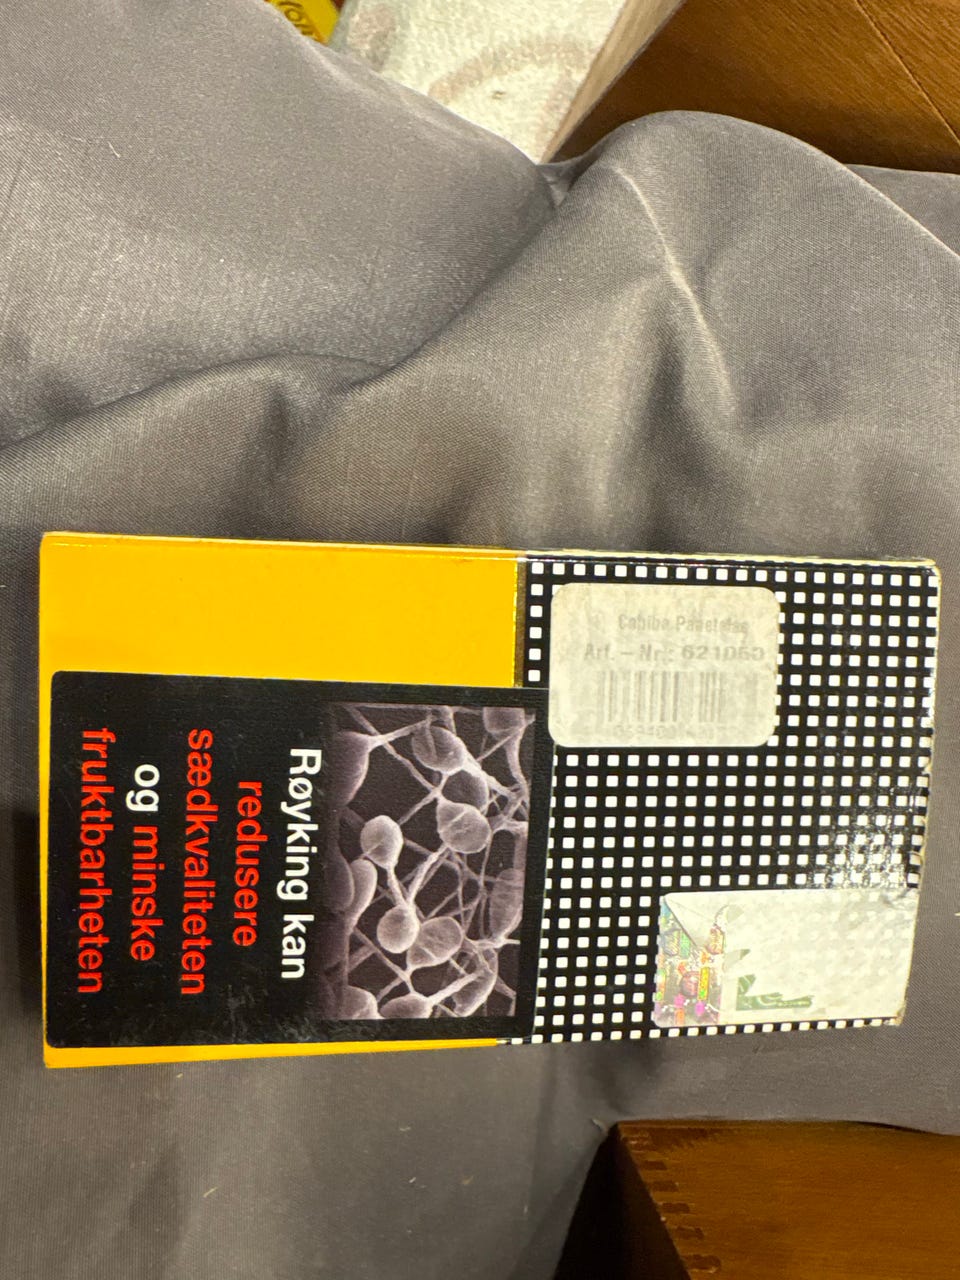 Cohiba Panetelas
Art. - Nr.: 621050
Røyking kan
redusere
sædkvaliteten
og minske
fruktbarheten